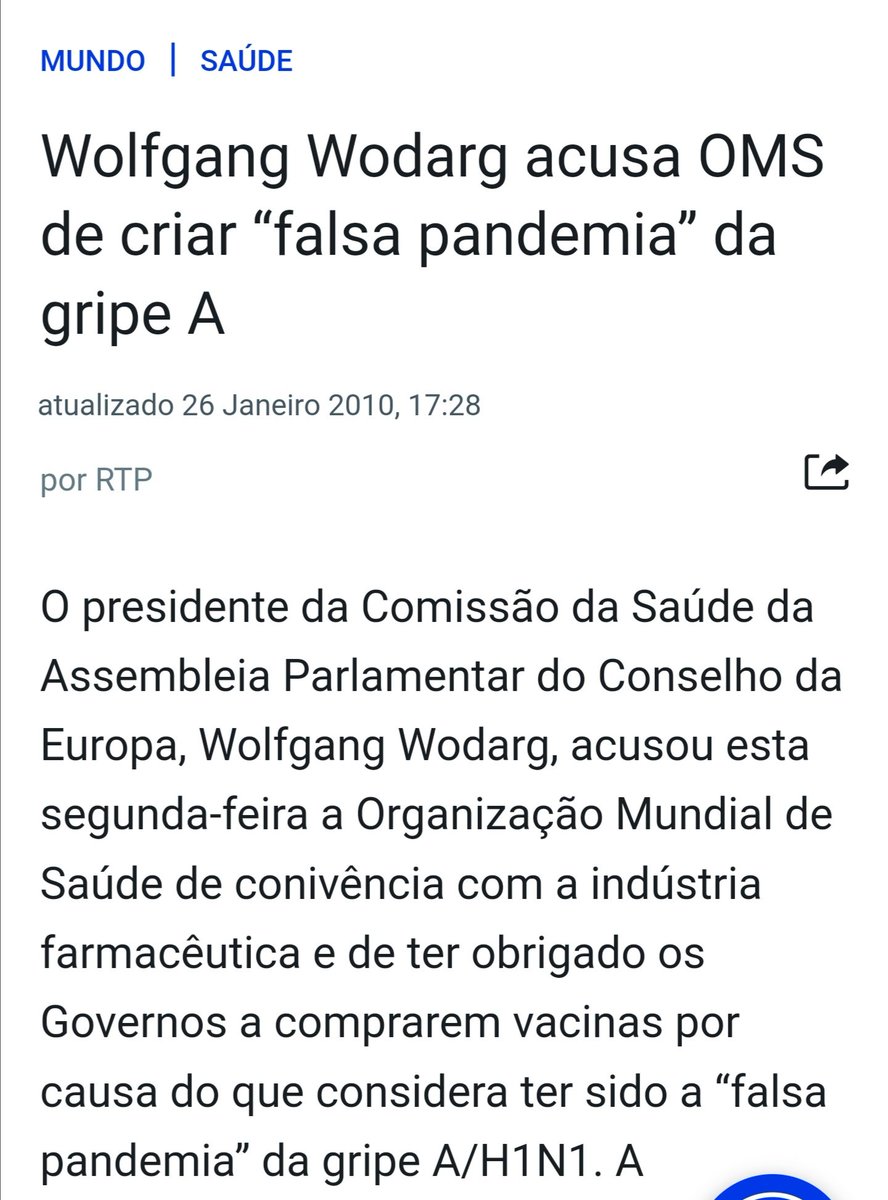 MUNDO | SAÚDE
Wolfgang Wodarg acusa OMS
de criar “falsa pandemia” da
gripe A
atualizado 26 Janeiro 2010, 17:28
por RTP
O presidente da Comissão da Saúde da
Assembleia Parlamentar do Conselho da
Europa, Wolfgang Wodarg, acusou esta
segunda-feira a Organização Mundial de
Saúde de conivência com a indústria
farmacêutica e de ter obrigado os
Governos a comprarem vacinas por
causa do que considera ter sido a “falsa
pandemia” da gripe A/H1N1. A